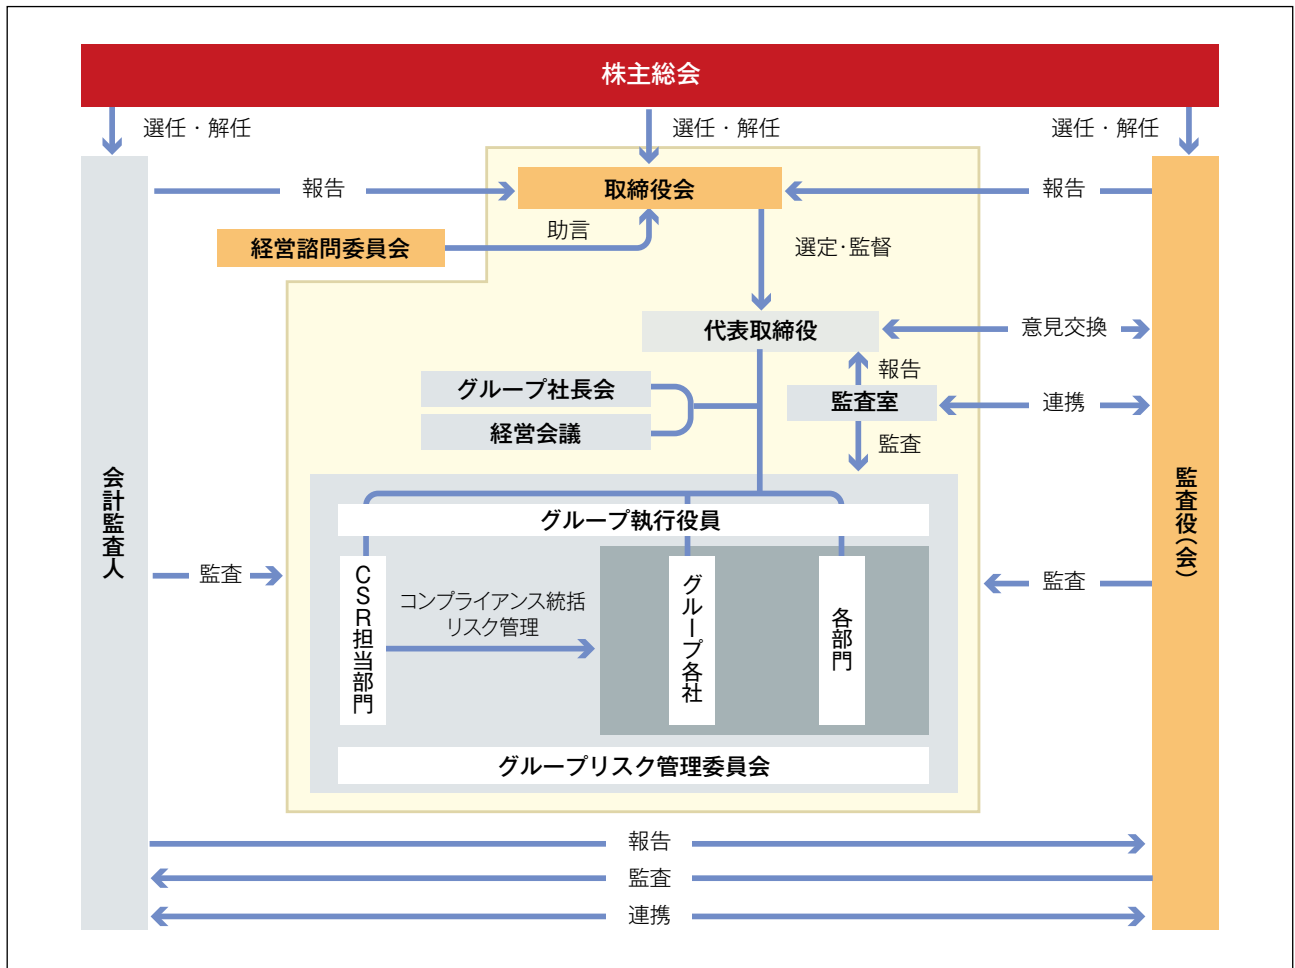 株主総会
選任・解任
選任・解任
選任・解任
報告
取締役会
報告
助言
経営諮問委員会
選定・監督
代表取締役
意見交換
報告
グループ社長会
監査室
連携
経営会議
監査
会計監査人
監査役(会)
グループ執行役員
監査
CSR担当部門
コンプライアンス統括
リスク管理
グループ各社
各部門
監査
グループリスク管理委員会
報告
監査
連携